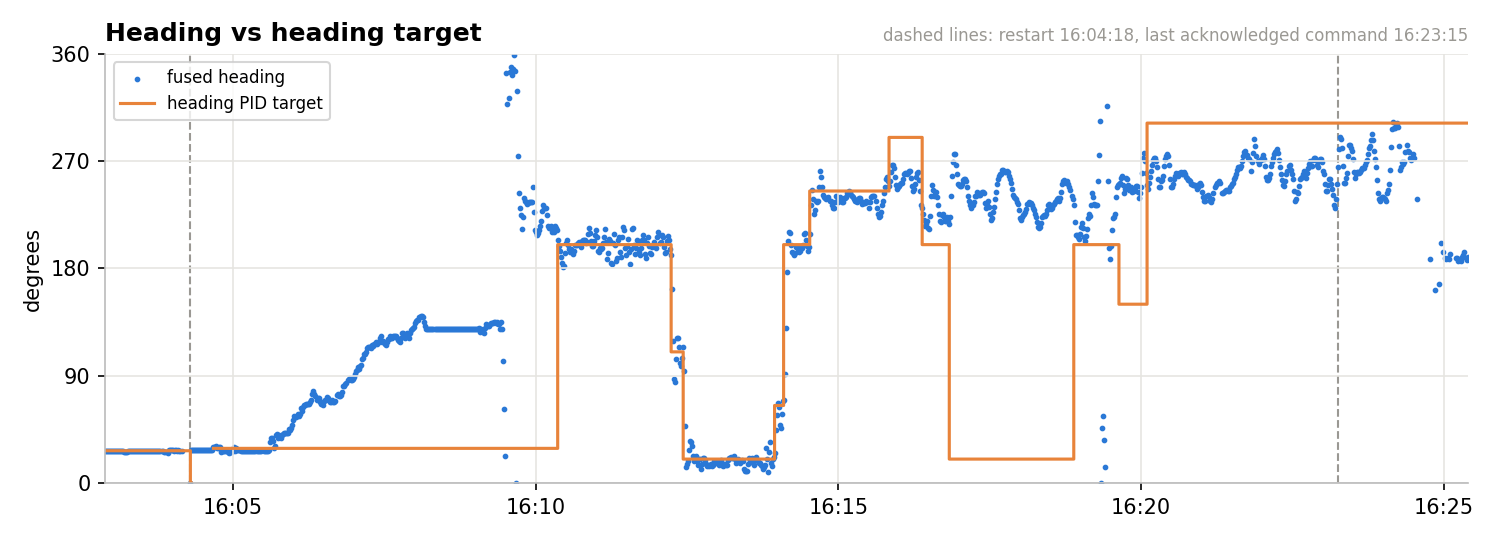 Heading vs heading target
dashed lines: restart 16:04:18, last acknowledged command 16:23:15
fused heading
heading PID target
degrees
360
270
180
90
0
16:05
16:10
16:15
16:20
16:25